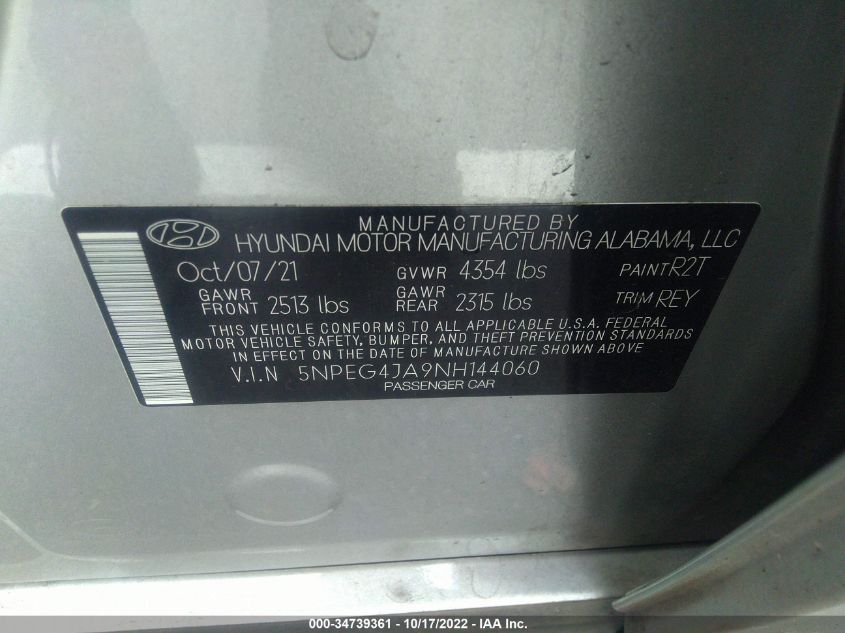 MANUFACTURED BY
HYUNDAI MOTOR MANUFACTURING ALABAMA, LLC
Oct/07/21 GVWR 4354 lbs PAINT R2T
GAWR FRONT 2513 lbs GAWR REAR 2315 lbs TRIM REY
THIS VEHICLE CONFORMS TO ALL APPLICABLE U.S.A. FEDERAL
MOTOR VEHICLE SAFETY, BUMPER, AND THEFT PREVENTION STANDARDS
IN EFFECT ON THE DATE OF MANUFACTURE SHOWN ABOVE
V.I.N 5NPEG4JA9NH144060
PASSENGER CAR
000-34739361 - 10/17/2022 - IAA Inc.